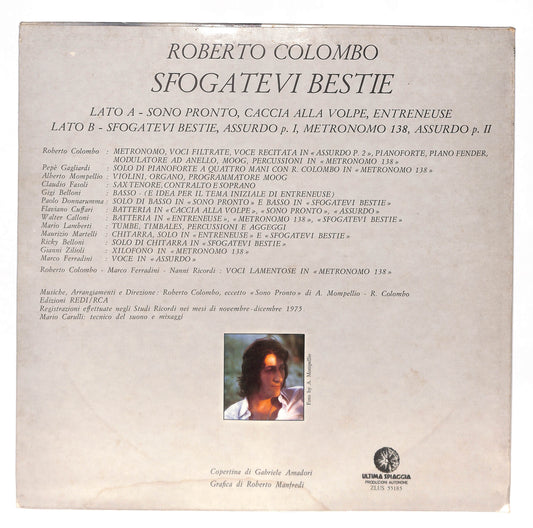 ROBERTO COLOMBO
SFOGATEVI BESTIE
LATO A - SONO PRONTO, CACCIA ALLA VOLPE, ENTRENEUSE
LATO B - SFOGATEVI BESTIE, ASSURDO p. I, METRONOMO 138, ASSURDO p. II
Roberto Colombo : METRONOMO, VOCI FILTRATE, VOCE RECITATA IN «ASSURDO P. 2», PIANOFORTE, PIANO FENDER,
MODULATORE AD ANELLO, MOOG, PERCUSSIONI IN «METRONOMO 138»
Pepè Gagliardi : SOLO DI PIANOFORTE A QUATTRO MANI CON R. COLOMBO IN «METRONOMO 138»
Alberto Mompellio : VIOLINI, ORGANO, PROGRAMMATORE MOOG
Claudio Fasoli : SAX TENORE, CONTRALTO E SOPRANO
Gigi Belloni : BASSO - (E IDEA PER IL TEMA INIZIALE DI ENTRENEUSE)
Paolo Donnarumma : SOLO DI BASSO IN «SONO PRONTO» E BASSO IN «SFOGATEVI BESTIE»
Flaviano Cuffari : BATTERIA IN «CACCIA ALLA VOLPE», «SONO PRONTO», «ASSURDO»
Walter Calloni : BATTERIA IN «ENTRENEUSE», «METRONOMO 138», «SFOGATEVI BESTIE»
Mario Lamberti : TUMBE, TIMBALES, PERCUSSIONI E AGGEGGI
Maurizio Martelli : CHITARRA, SOLO IN «ENTRENEUSE» E «SFOGATEVI BESTIE»
Ricky Belloni : SOLO DI CHITARRA IN «SFOGATEVI BESTIE»
Gianni Zilioli : XILOFONO IN «METRONOMO 138»
Marco Ferradini : VOCE IN «ASSURDO»
Roberto Colombo - Marco Ferradini - Nanni Ricordi : VOCI LAMENTOSE IN «METRONOMO 138»
Musiche, Arrangiamenti e Direzione: Roberto Colombo, eccetto «Sono Pronto» di A. Mompellio - R. Colombo
Edizioni REDI/RCA
Registrazioni effettuate negli Studi Ricordi nei mesi di novembre-dicembre 1975
Mario Carulli: tecnico del suono e mixaggi
Foto by A. Mompellio
Copertina di Gabriele Amadori
Grafica di Roberto Manfredi
ULTIMA SPIAGGIA
PRODUZIONI AUTONOME
ZLUS 55185